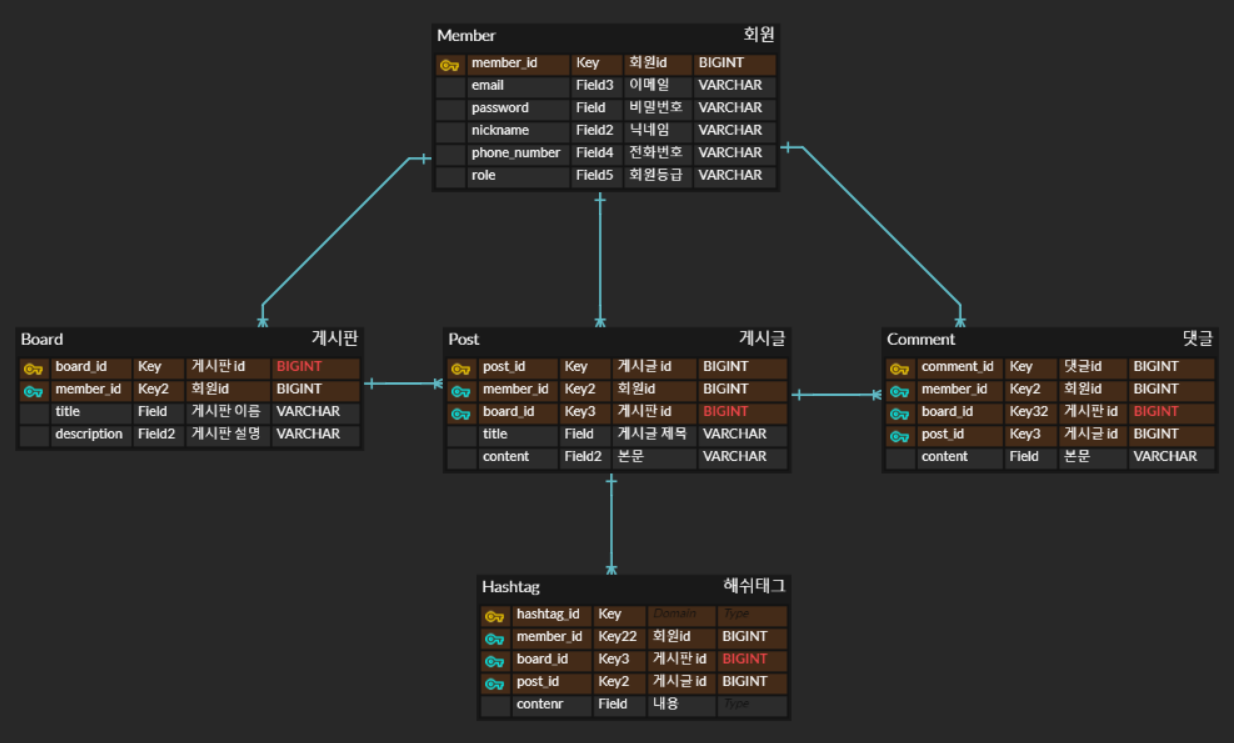 Member 회원
member_id Key 회원id BIGINT
email Field3 이메일 VARCHAR
password Field 비밀번호 VARCHAR
nickname Field2 닉네임 VARCHAR
phone_number Field4 전화번호 VARCHAR
role Field5 회원등급 VARCHAR
Board 게시판
board_id Key 게시판 id BIGINT
member_id Key2 회원id BIGINT
title Field 게시판 이름 VARCHAR
description Field2 게시판 설명 VARCHAR
Post 게시글
post_id Key 게시글 id BIGINT
member_id Key2 회원id BIGINT
board_id Key3 게시판 id BIGINT
title Field 게시글 제목 VARCHAR
content Field2 본문 VARCHAR
Comment 댓글
comment_id Key 댓글id BIGINT
member_id Key2 회원id BIGINT
board_id Key32 게시판 id BIGINT
post_id Key3 게시글 id BIGINT
content Field 본문 VARCHAR
Hashtag 해쉬태그
hashtag_id Key Domain Type
member_id Key22 회원id BIGINT
board_id Key3 게시판 id BIGINT
post_id Key2 게시글 id BIGINT
contenr Field 내용 Type